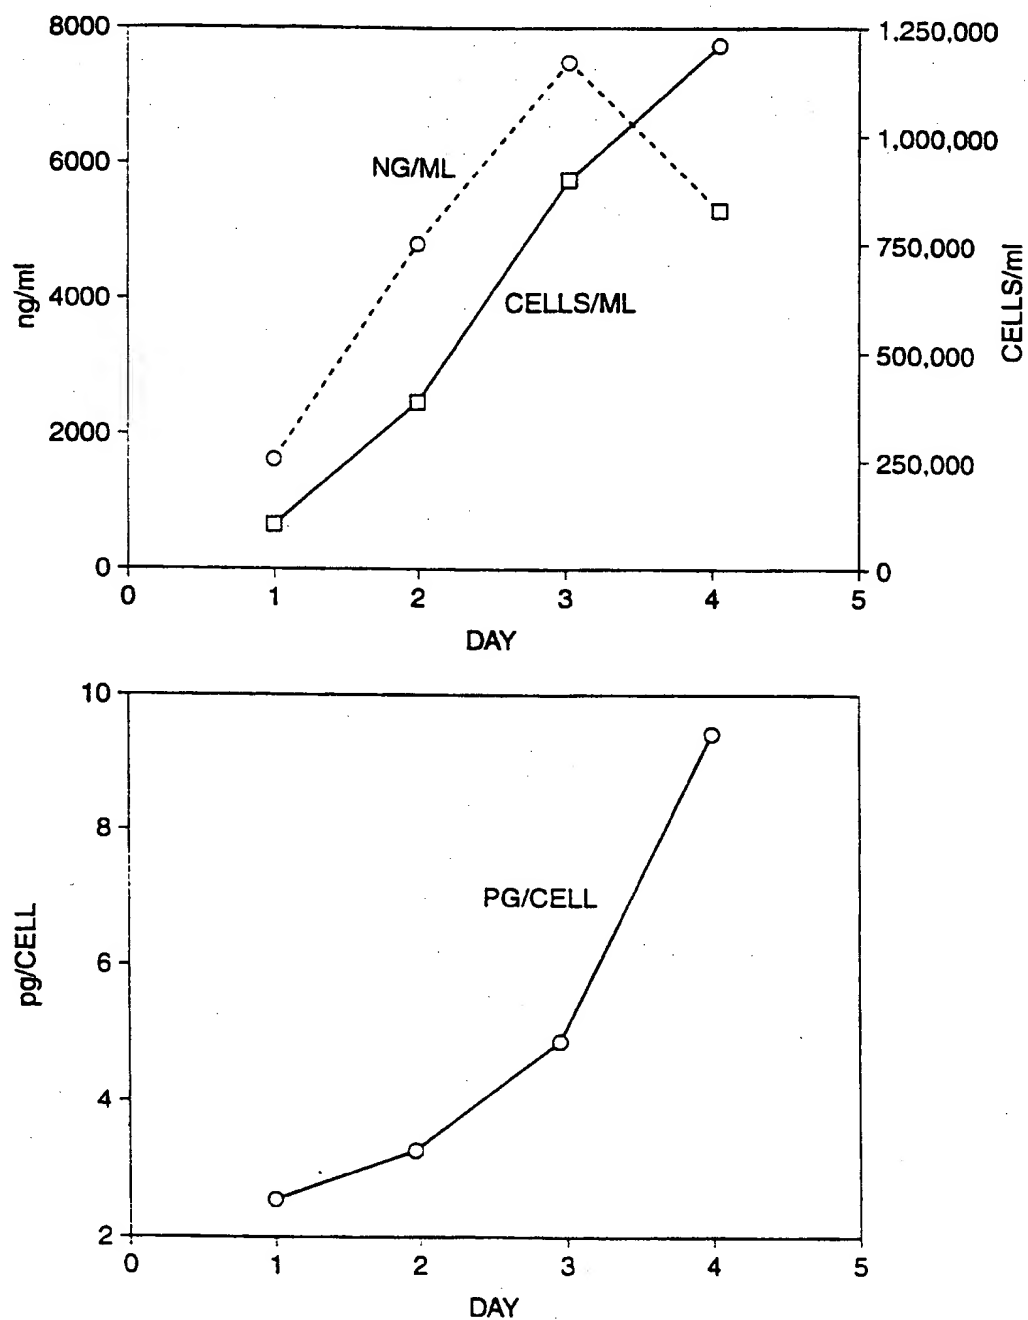 8000
1,250,000
NG/ML
1,000,000
6000
750,000
ng/ml
4000
CELLS/ML
CELLS/ml
500,000
2000
250,000
0
0
0 1 2 3 4 5
DAY
10
8
PG/CELL
pg/CELL
6
4
2
0 1 2 3 4 5
DAY